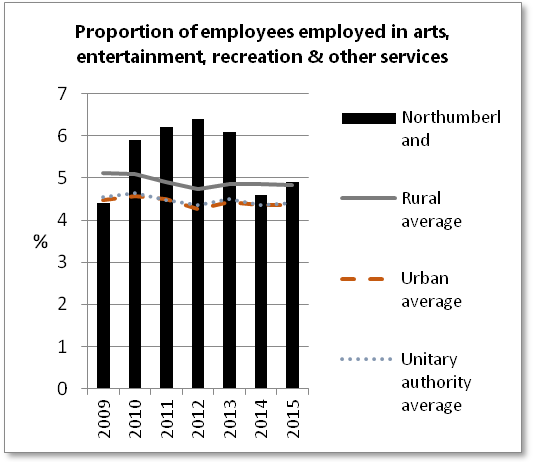 Proportion of employees employed in arts,
entertainment, recreation & other services
7
6
5
4
3
2
1
0
%
2009
2010
2011
2012
2013
2014
2015
Northumberl
and
Rural
average
Urban
average
Unitary
authority
average